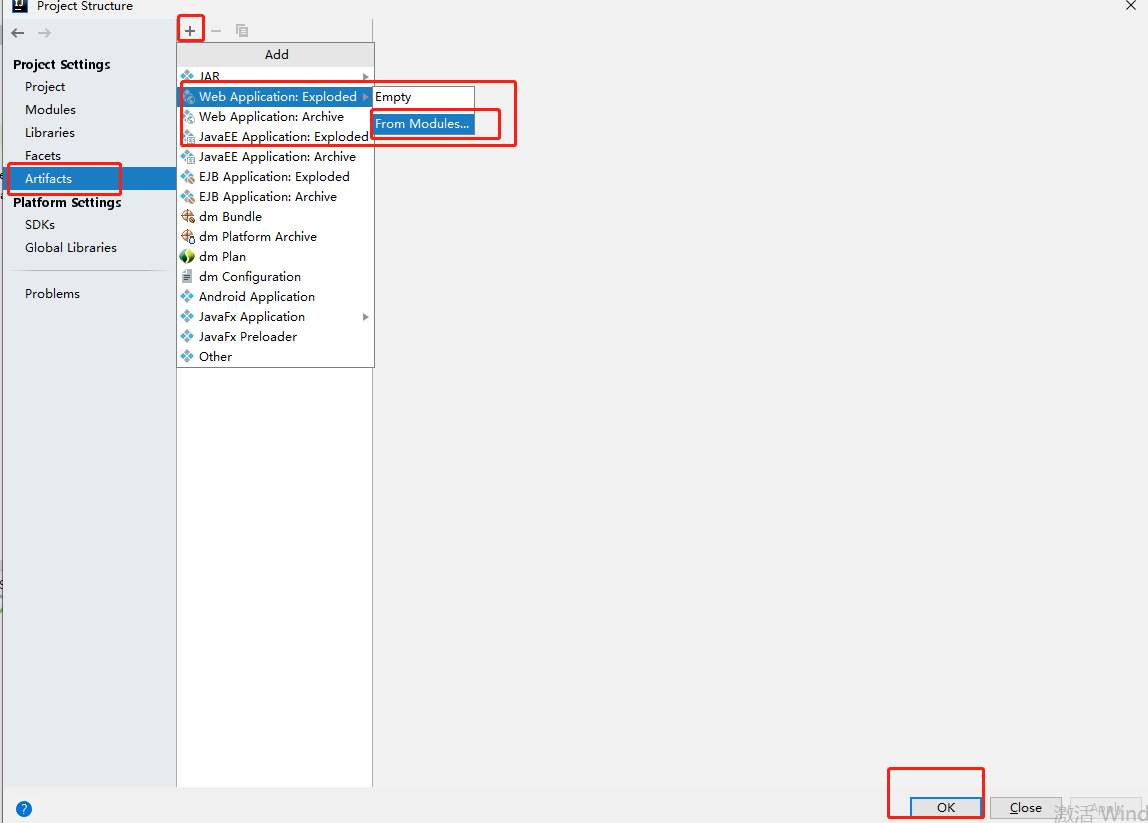 Project Structure
Add
Project Settings
Project
Modules
Libraries
Facets
Artifacts
Platform Settings
SDKs
Global Libraries
Problems
JAR
Web Application: Exploded
Empty
From Modules...
Web Application: Archive
JavaEE Application: Exploded
JavaEE Application: Archive
EJB Application: Exploded
EJB Application: Archive
dm Bundle
dm Platform Archive
dm Plan
dm Configuration
Android Application
JavaFx Application
JavaFx Preloader
Other
OK
Close
Apply
激活 Wind